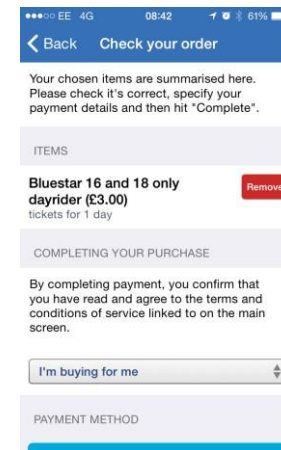 EE 4G 08:42 61%
Back Check your order
Your chosen items are summarised here.
Please check it's correct, specify your
payment details and then hit "Complete".
ITEMS
Bluestar 16 and 18 only
dayrider (£3.00)
Remove
tickets for 1 day
COMPLETING YOUR PURCHASE
By completing payment, you confirm that
you have read and agree to the terms and
conditions of service linked to on the main
screen.
I'm buying for me
PAYMENT METHOD